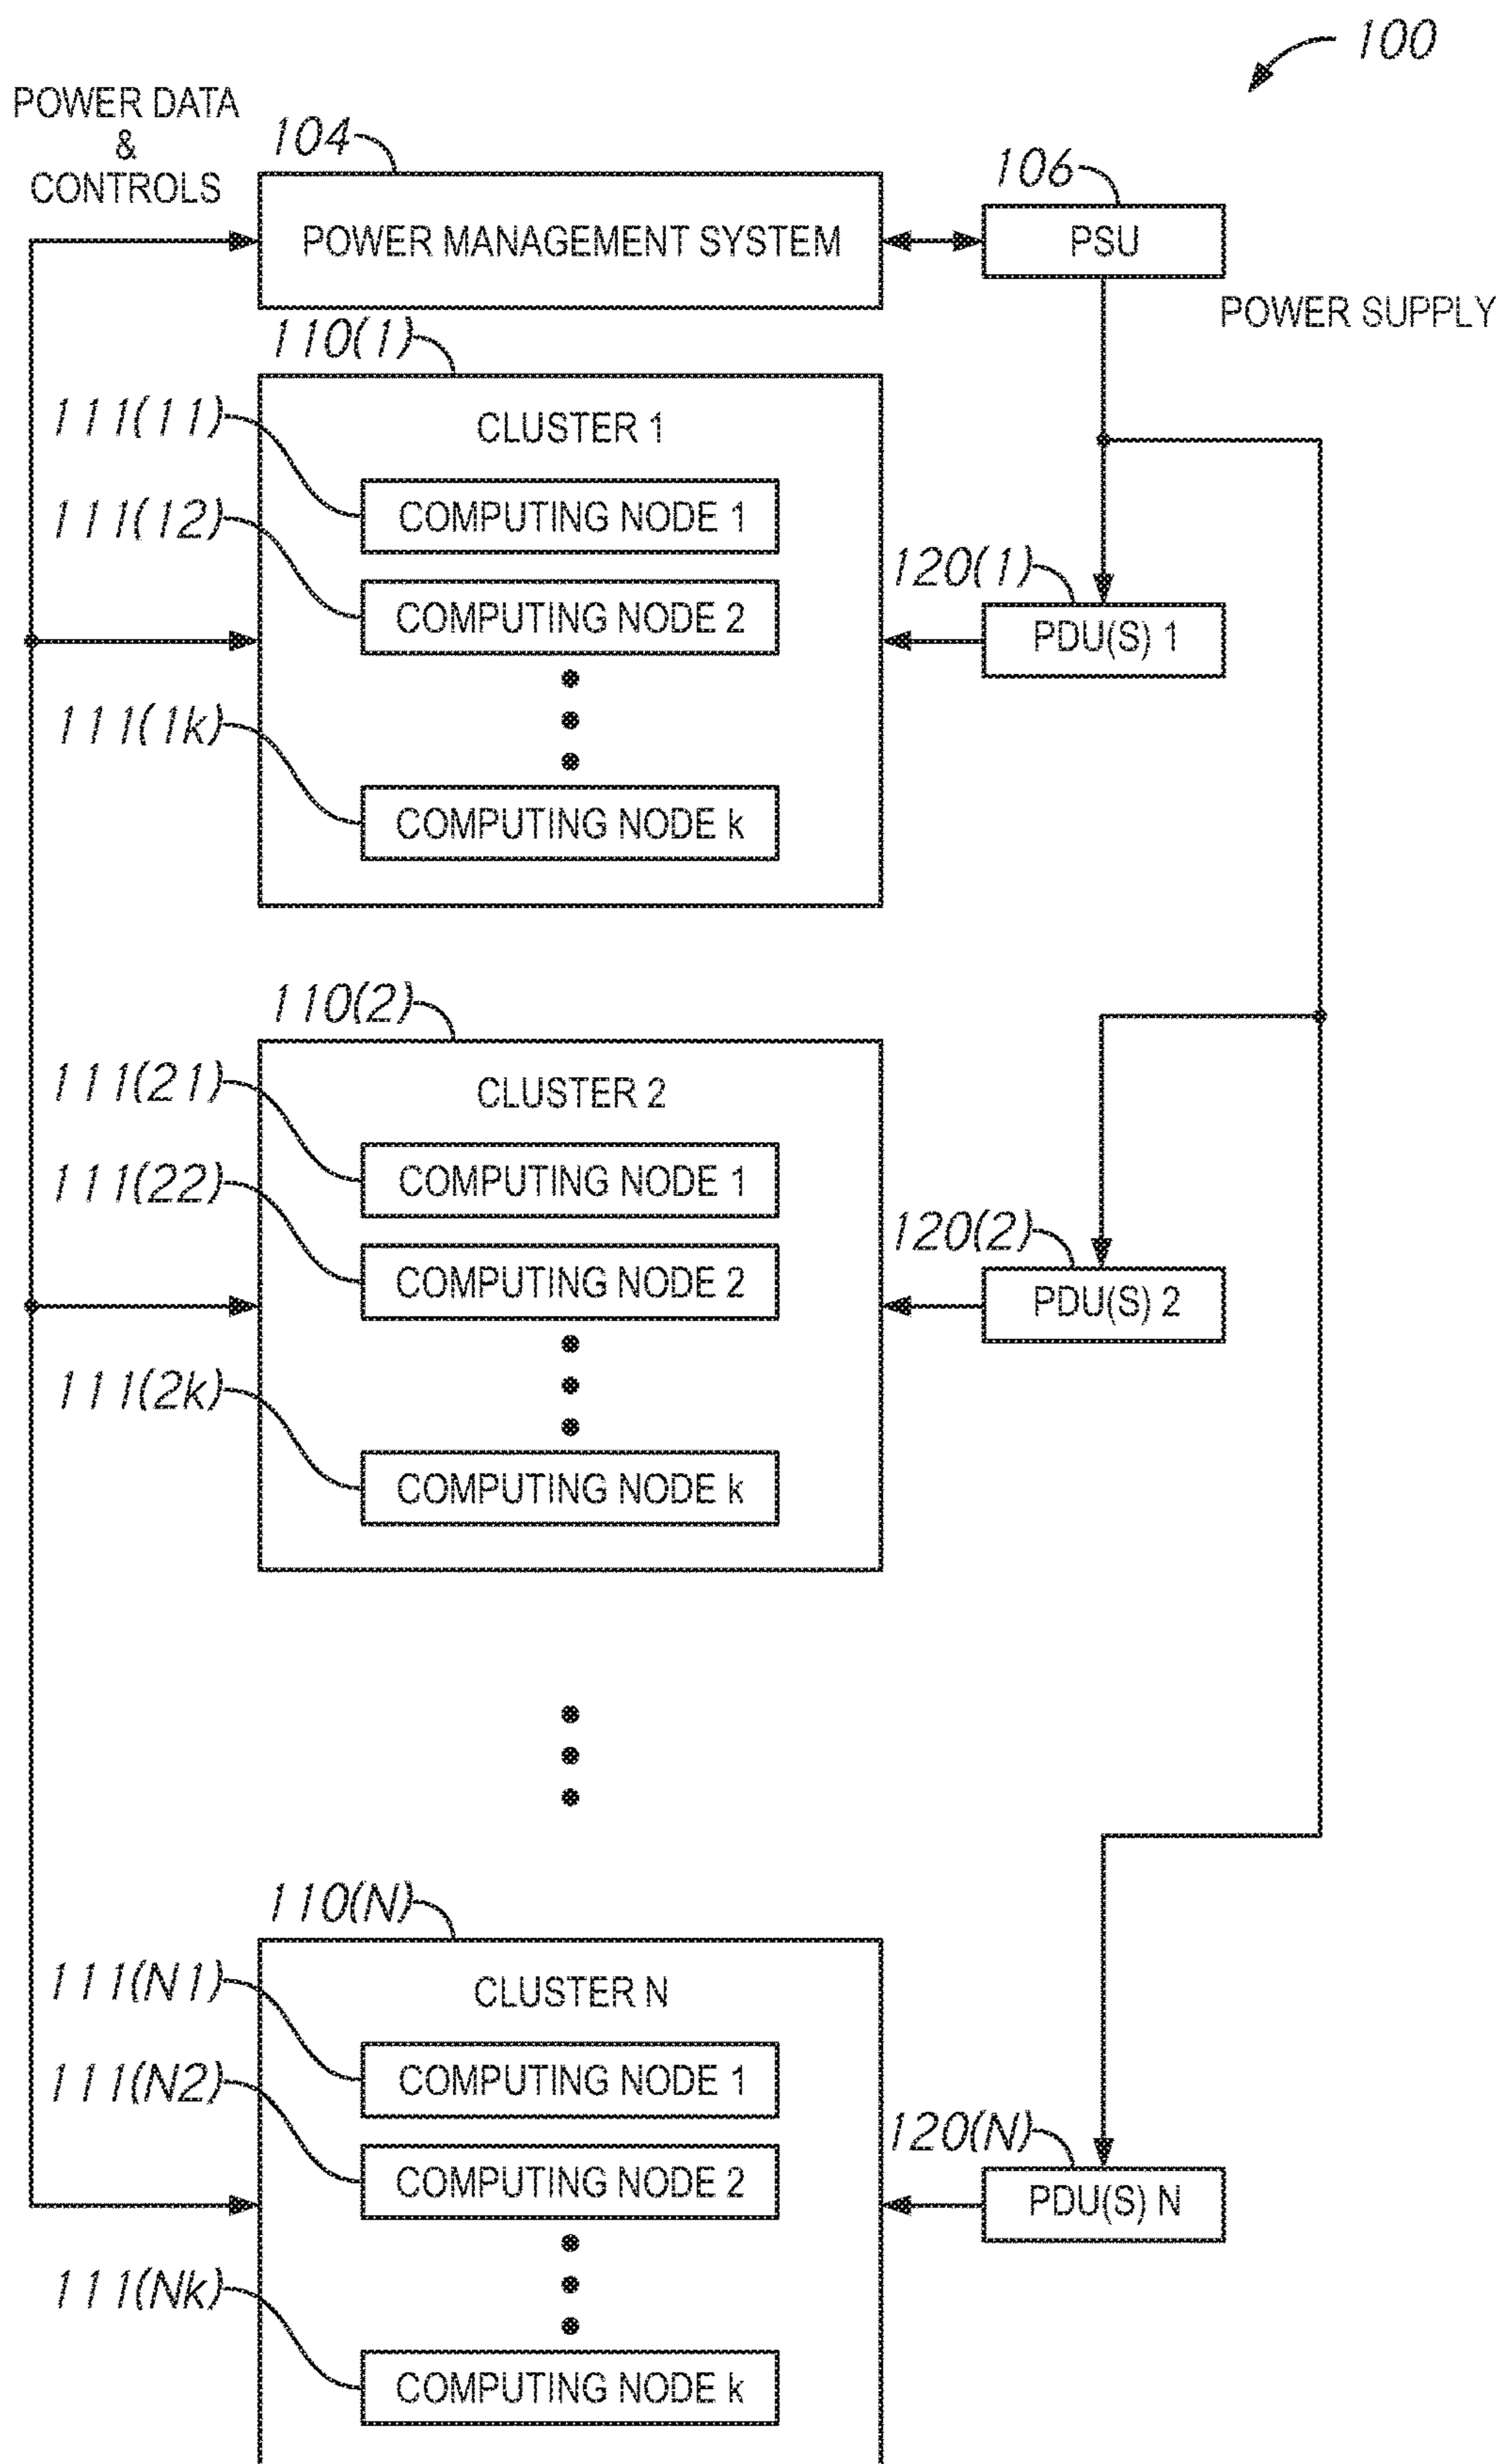 100
POWER DATA
&
CONTROLS
104
POWER MANAGEMENT SYSTEM
106
PSU
POWER SUPPLY
110(1)
CLUSTER 1
111(11)
COMPUTING NODE 1
111(12)
COMPUTING NODE 2
111(1k)
COMPUTING NODE k
120(1)
PDU(S) 1
110(2)
CLUSTER 2
111(21)
COMPUTING NODE 1
111(22)
COMPUTING NODE 2
111(2k)
COMPUTING NODE k
120(2)
PDU(S) 2
110(N)
CLUSTER N
111(N1)
COMPUTING NODE 1
111(N2)
COMPUTING NODE 2
111(Nk)
COMPUTING NODE k
120(N)
PDU(S) N